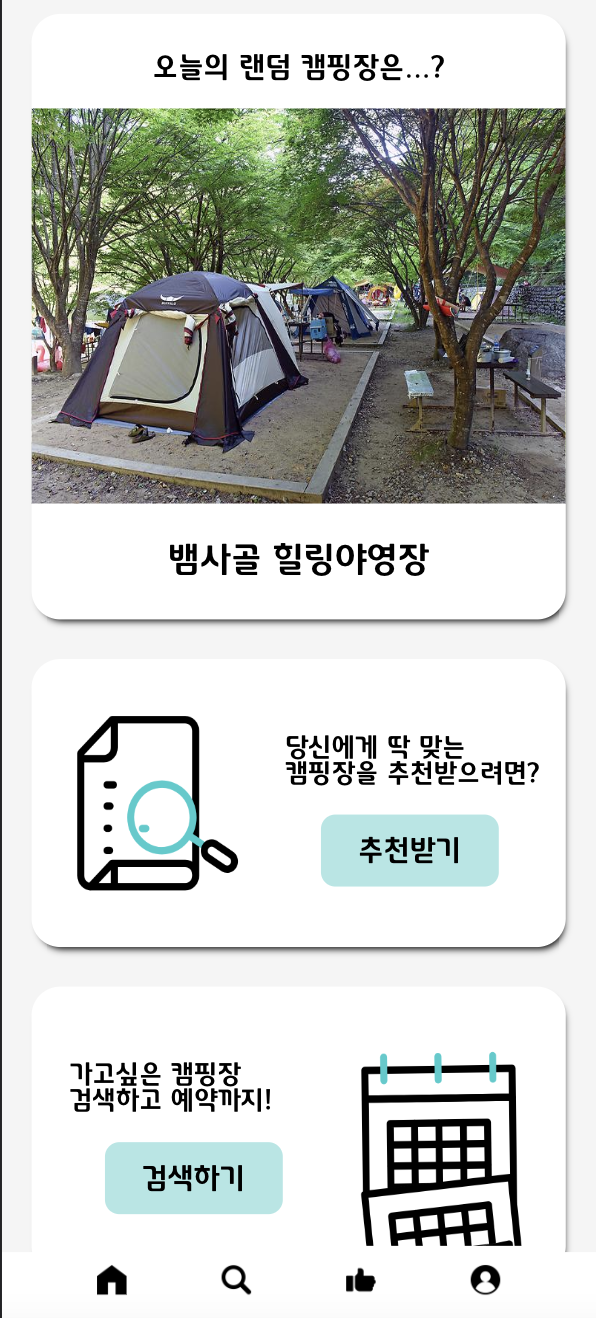 오늘의 랜덤 캠핑장은...?
뱀사골 힐링야영장
당신에게 딱 맞는
캠핑장을 추천받으려면?
추천받기
가고싶은 캠핑장
검색하고 예약까지!
검색하기